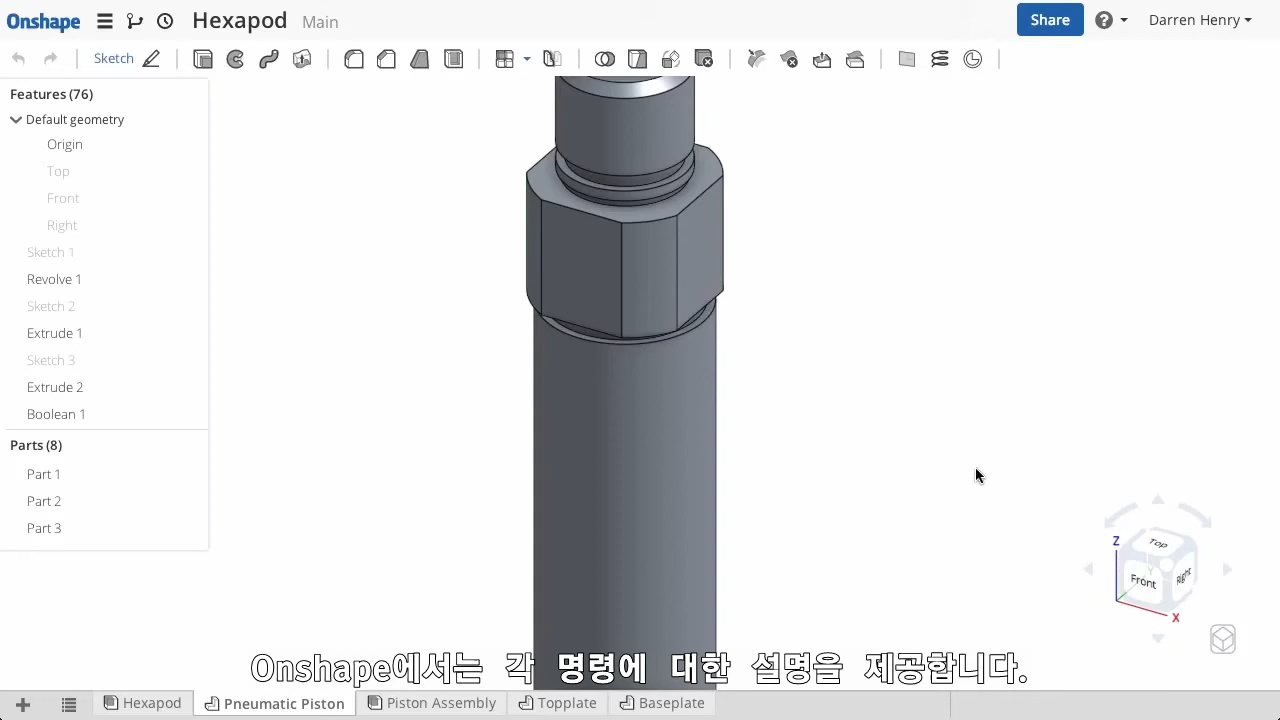 Onshape
Hexapod
Main
Share
Darren Henry
Sketch
Features (76)
Default geometry
Origin
Top
Front
Right
Sketch 1
Revolve 1
Sketch 2
Extrude 1
Sketch 3
Extrude 2
Boolean 1
Parts (8)
Part 1
Part 2
Part 3
Z
Top
Y
Front
Right
X
Onshape에서는 각 명령에 대한 설명을 제공합니다.
Hexapod
Pneumatic Piston
Piston Assembly
Topplate
Baseplate